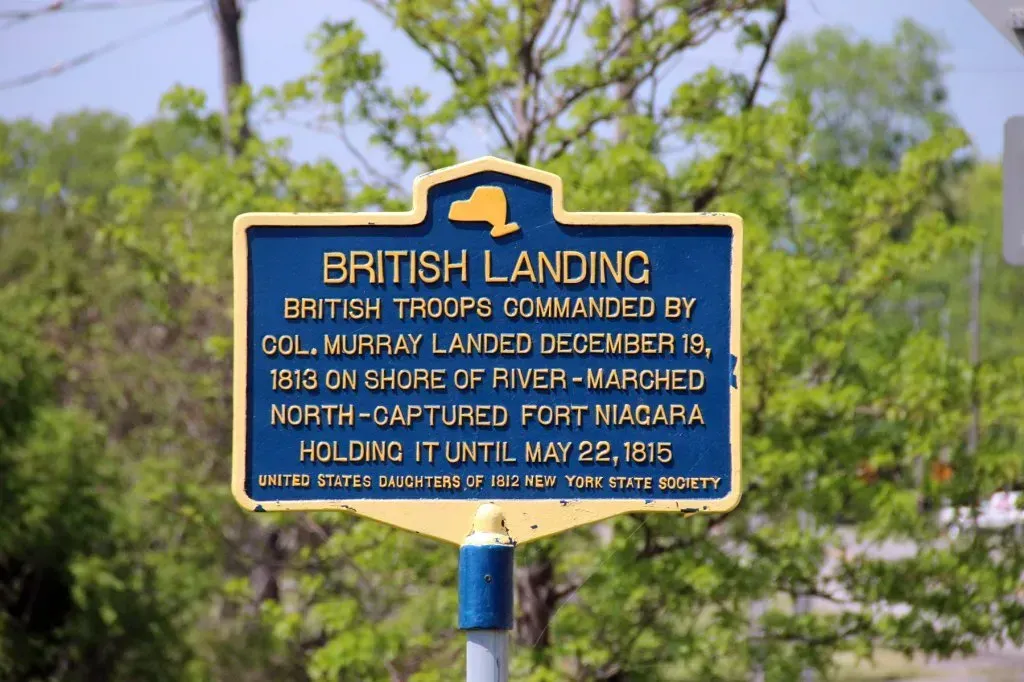 BRITISH LANDING
BRITISH TROOPS COMMANDED BY
COL. MURRAY LANDED DECEMBER 19,
1813 ON SHORE OF RIVER - MARCHED
NORTH - CAPTURED FORT NIAGARA
HOLDING IT UNTIL MAY 22, 1815
UNITED STATES DAUGHTERS OF 1812 NEW YORK STATE SOCIETY